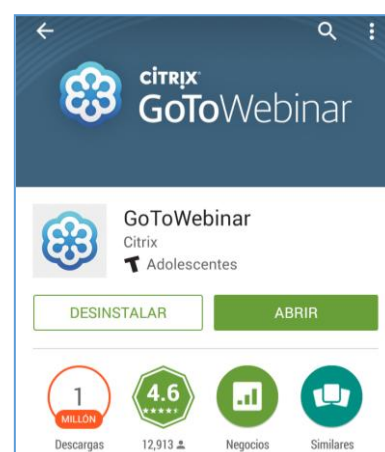 CITRIX
GoToWebinar
GoToWebinar
Citrix
T Adolescentes
DESINSTALAR
ABRIR
1
MILLÓN
4.6
Descargas
12,913
Negocios
Similares